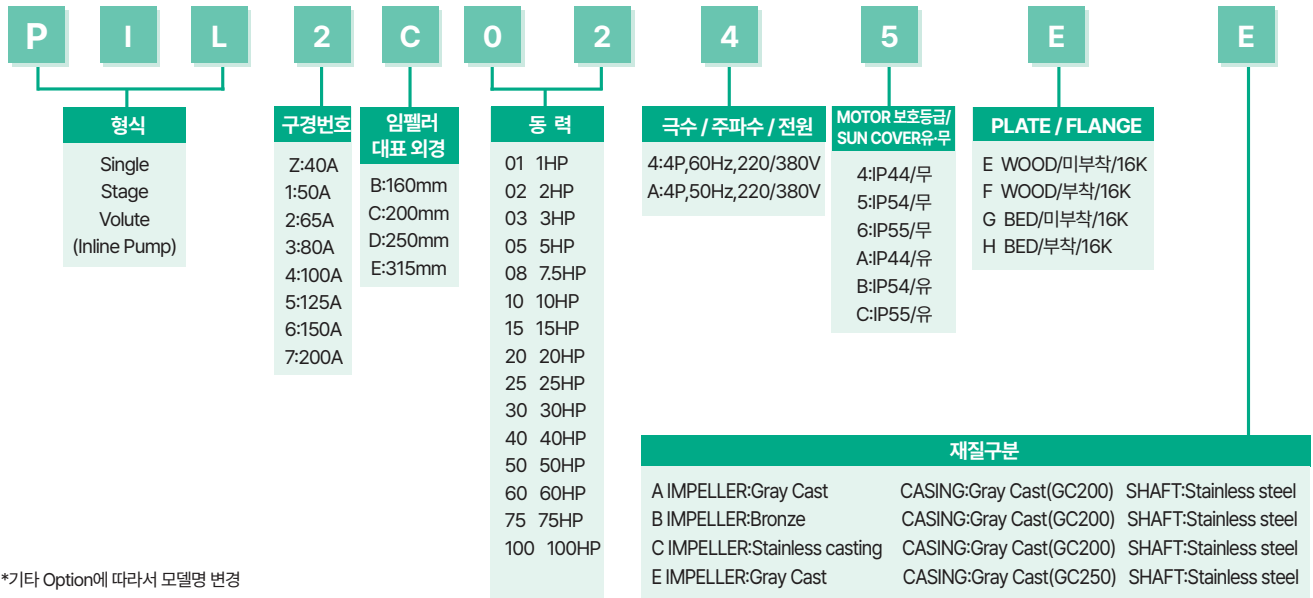 P I L 2 C 0 2 4 5 E E
형식
Single
Stage
Volute
(Inline Pump)
구경번호
Z:40A
1:50A
2:65A
3:80A
4:100A
5:125A
6:150A
7:200A
임펠러
대표 외경
B:160mm
C:200mm
D:250mm
E:315mm
동 력
01 1HP
02 2HP
03 3HP
05 5HP
08 7.5HP
10 10HP
15 15HP
20 20HP
25 25HP
30 30HP
40 40HP
50 50HP
60 60HP
75 75HP
100 100HP
극수 / 주파수 / 전원
4:4P,60Hz,220/380V
A:4P,50Hz,220/380V
MOTOR 보호등급/
SUN COVER유·무
4:IP44/무
5:IP54/무
6:IP55/무
A:IP44/유
B:IP54/유
C:IP55/유
PLATE / FLANGE
E WOOD/미부착/16K
F WOOD/부착/16K
G BED/미부착/16K
H BED/부착/16K
재질구분
A IMPELLER:Gray Cast CASING:Gray Cast(GC200) SHAFT:Stainless steel
B IMPELLER:Bronze CASING:Gray Cast(GC200) SHAFT:Stainless steel
C IMPELLER:Stainless casting CASING:Gray Cast(GC200) SHAFT:Stainless steel
E IMPELLER:Gray Cast CASING:Gray Cast(GC250) SHAFT:Stainless steel
*기타 Option에 따라서 모델명 변경